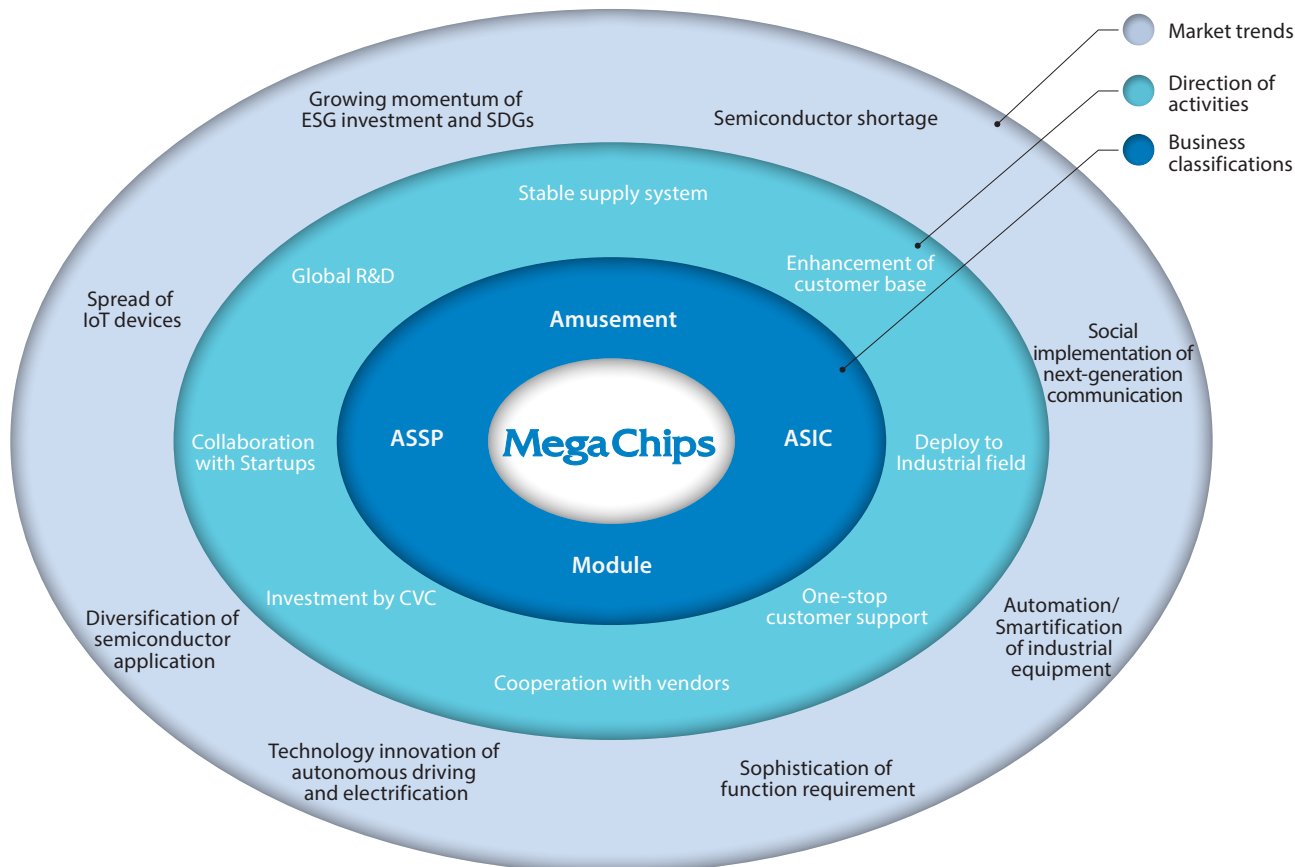 Market trends
Direction of
activities
Business
classifications
Growing momentum of
ESG investment and SDGs
Semiconductor shortage
Stable supply system
Enhancement of
customer base
Global R&D
Spread of
IoT devices
Amusement
Social
implementation of
next-generation
communication
Collaboration
with Startups
ASSP
MegaChips
ASIC
Deploy to
Industrial field
Module
Investment by CVC
One-stop
customer support
Diversification of
semiconductor
application
Automation/
Smartification
of industrial
equipment
Cooperation with vendors
Technology innovation of
autonomous driving
and electrification
Sophistication of
function requirement